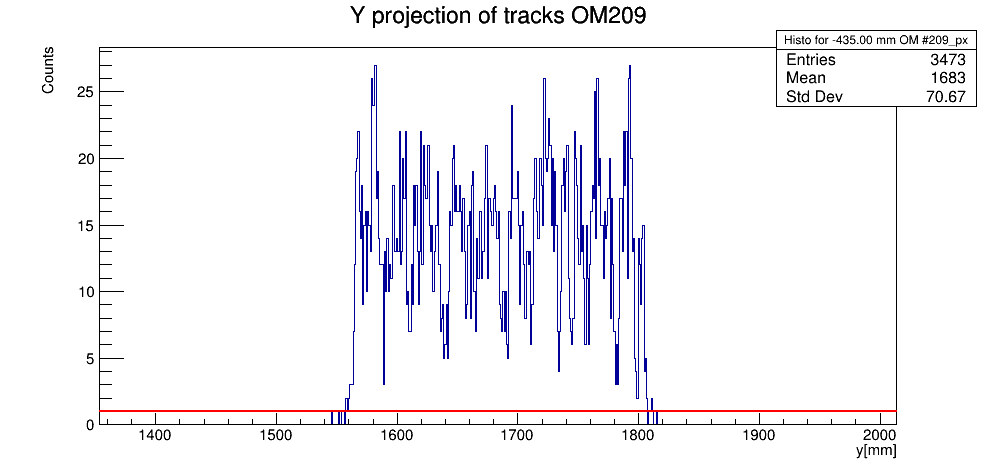 Y projection of tracks OM209
Histo for -435.00 mm OM #209_px
Entries 3473
Mean 1683
Std Dev 70.67
Counts
25
20
15
10
5
0
1400 1500 1600 1700 1800 1900 2000
y[mm]